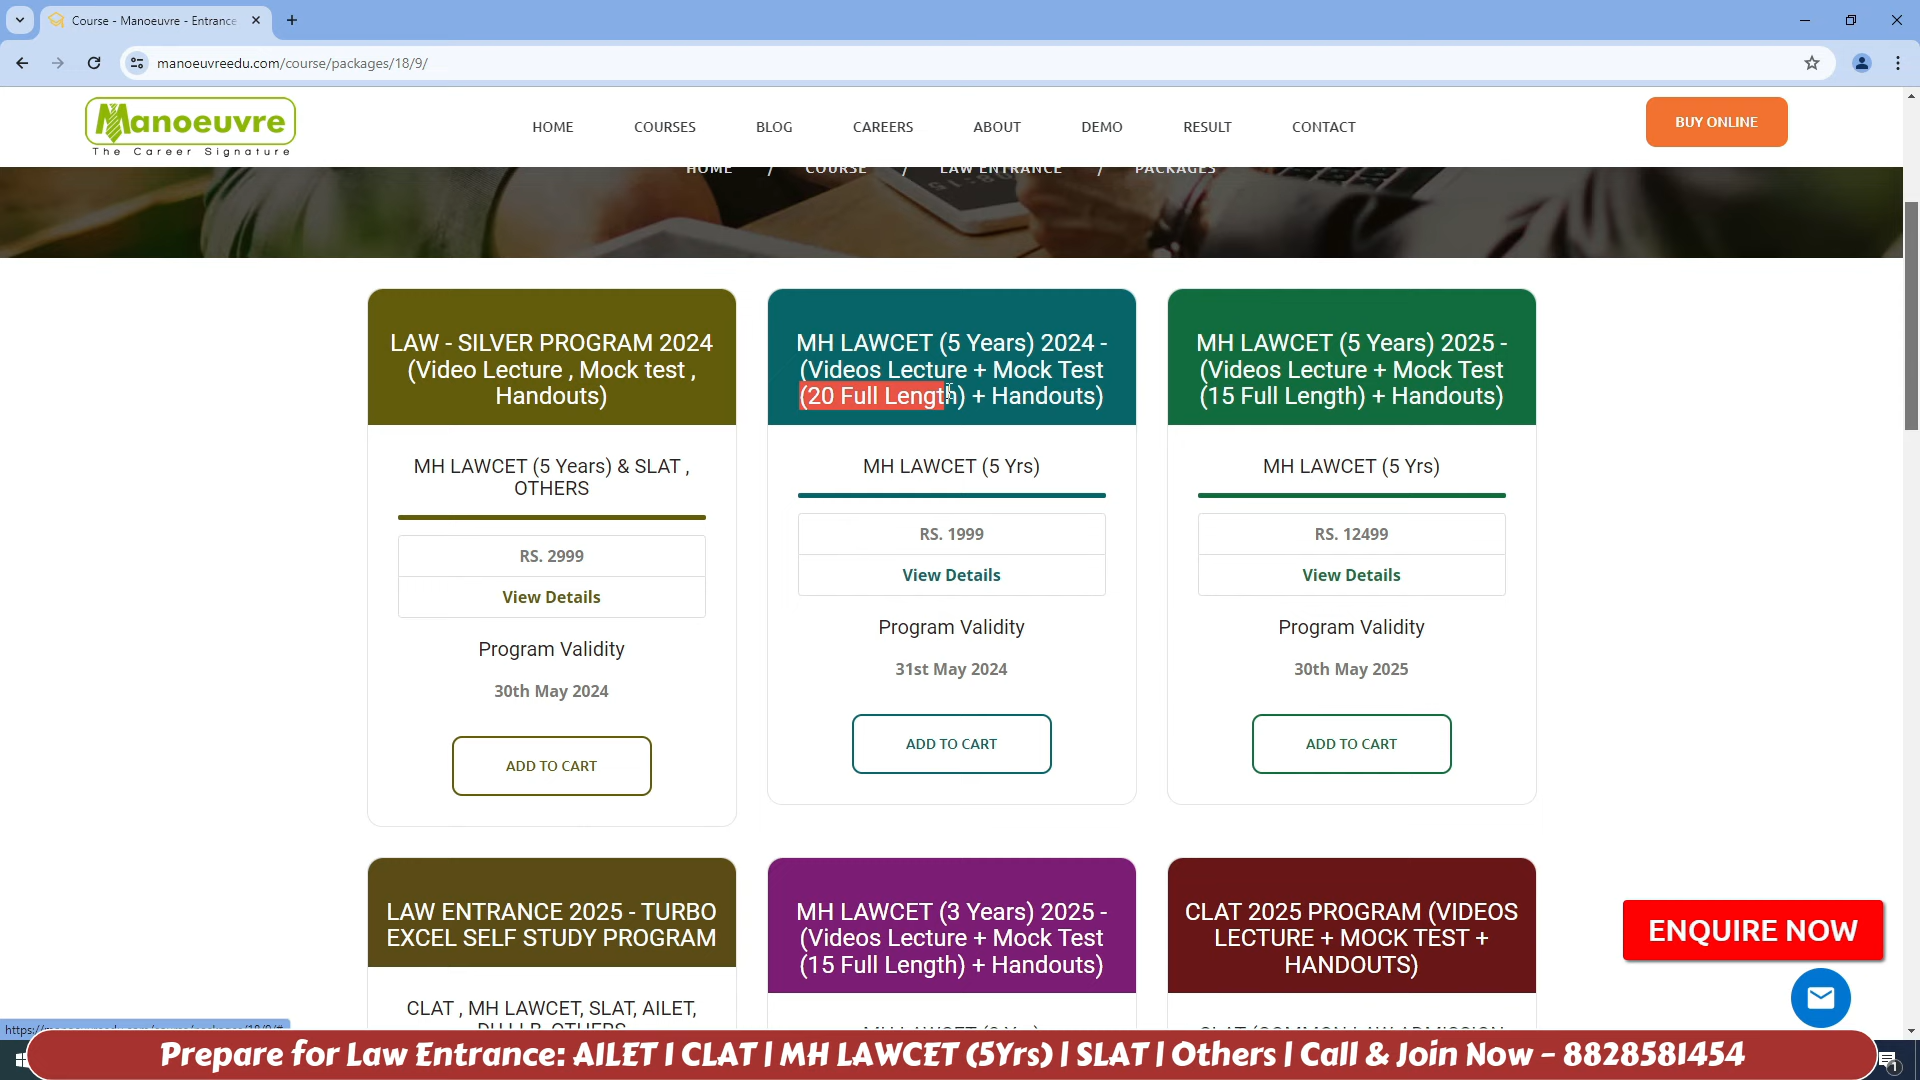 Course - Manoeuvre - Entrance
manoeuvreedu.com/course/packages/18/9/
Manoeuvre
The Career Signature
HOME
COURSES
BLOG
CAREERS
ABOUT
DEMO
RESULT
CONTACT
BUY ONLINE
HOME / COURSE / LAW ENTRANCE / PACKAGES
LAW - SILVER PROGRAM 2024
(Video Lecture , Mock test ,
Handouts)
MH LAWCET (5 Years) & SLAT ,
OTHERS
RS. 2999
View Details
Program Validity
30th May 2024
ADD TO CART
MH LAWCET (5 Years) 2024 -
(Videos Lecture + Mock Test
(20 Full Length) + Handouts)
MH LAWCET (5 Yrs)
RS. 1999
View Details
Program Validity
31st May 2024
ADD TO CART
MH LAWCET (5 Years) 2025 -
(Videos Lecture + Mock Test
(15 Full Length) + Handouts)
MH LAWCET (5 Yrs)
RS. 12499
View Details
Program Validity
30th May 2025
ADD TO CART
LAW ENTRANCE 2025 - TURBO
EXCEL SELF STUDY PROGRAM
CLAT , MH LAWCET, SLAT, AILET,
MH LAWCET (3 Years) 2025 -
(Videos Lecture + Mock Test
(15 Full Length) + Handouts)
CLAT 2025 PROGRAM (VIDEOS
LECTURE + MOCK TEST +
HANDOUTS)
ENQUIRE NOW
Prepare for Law Entrance: AILET | CLAT | MH LAWCET (5Yrs) | SLAT | Others | Call & Join Now - 8828581454
1